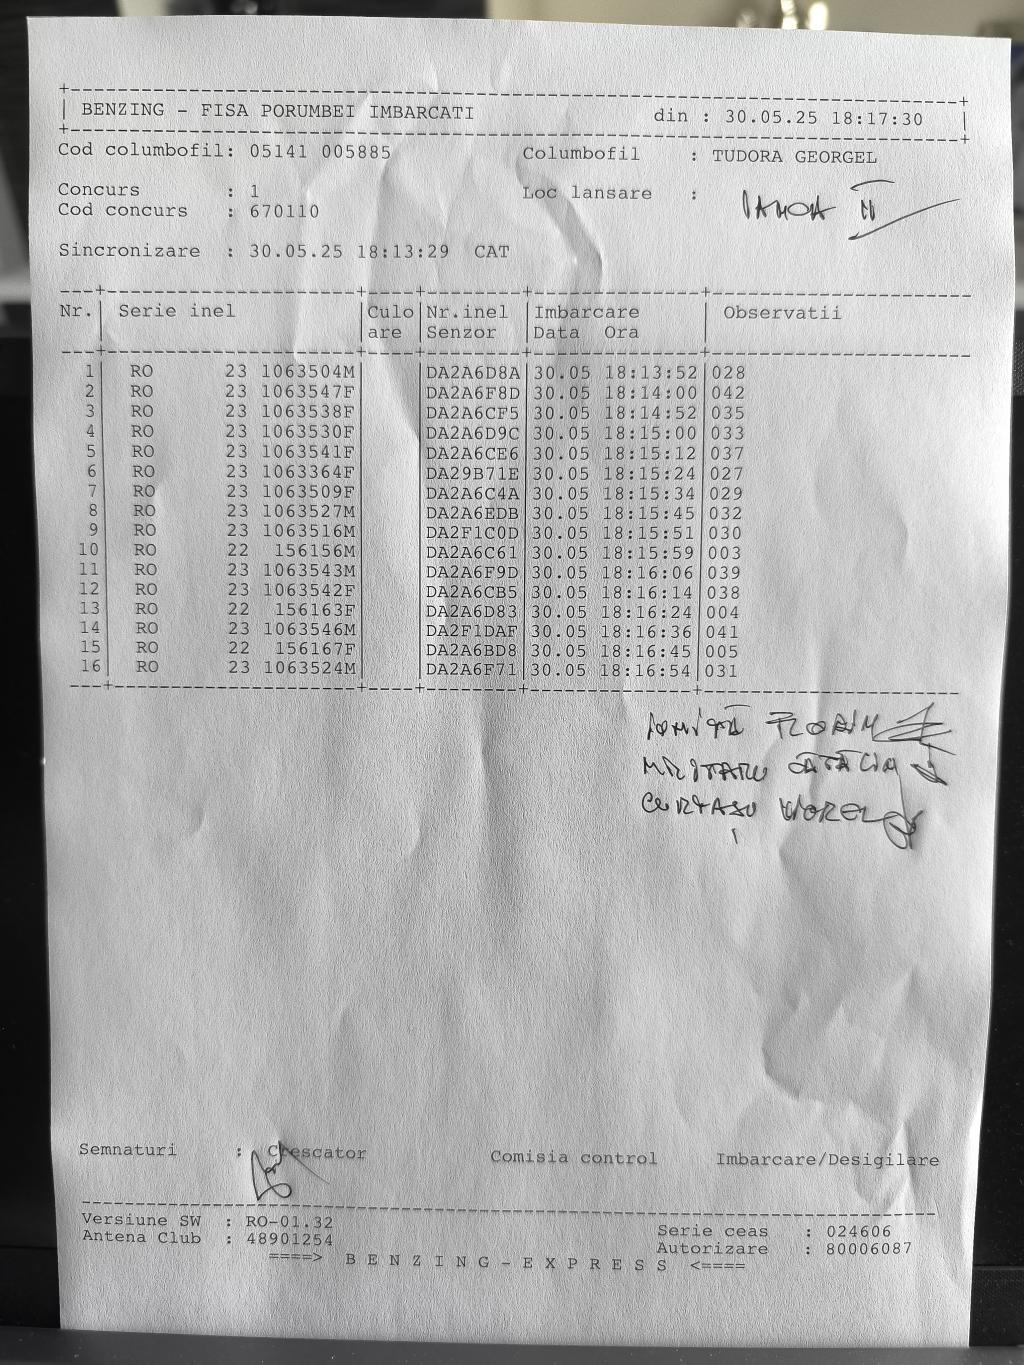 BENZING - FISA PORUMBEI IMBARCATI din : 30.05.25 18:17:30
Cod columbofil: 05141 005885 Columbofil : TUDORA GEORGEL
Concurs : 1 Loc lansare :
Cod concurs : 670110
Sincronizare : 30.05.25 18:13:29 CAT
Nr. Serie inel Culo Nr.inel Imbarcare Observatii
are Senzor Data Ora
1 RO 23 1063504M DA2A6D8A 30.05 18:13:52 028
2 RO 23 1063547F DA2A6F8D 30.05 18:14:00 042
3 RO 23 1063538F DA2A6CF5 30.05 18:14:52 035
4 RO 23 1063530F DA2A6D9C 30.05 18:15:00 033
5 RO 23 1063541F DA2A6CE6 30.05 18:15:12 037
6 RO 23 1063364F DA29B71E 30.05 18:15:24 027
7 RO 23 1063509F DA2A6C4A 30.05 18:15:34 029
8 RO 23 1063527M DA2A6EDB 30.05 18:15:45 032
9 RO 23 1063516M DA2F1C0D 30.05 18:15:51 030
10 RO 22 156156M DA2A6C61 30.05 18:15:59 003
11 RO 23 1063543M DA2A6F9D 30.05 18:16:06 039
12 RO 23 1063542F DA2A6CB5 30.05 18:16:14 038
13 RO 22 156163F DA2A6D83 30.05 18:16:24 004
14 RO 23 1063546M DA2F1DAF 30.05 18:16:36 041
15 RO 22 156167F DA2A6BD8 30.05 18:16:45 005
16 RO 23 1063524M DA2A6F71 30.05 18:16:54 031
Semnaturi : Crescator Comisia control Imbarcare/Desigilare
Versiune SW : RO-01.32 Serie ceas : 024606
Antena Club : 48901254 Autorizare : 80006087
====> B E N Z I N G - E X P R E S S <====